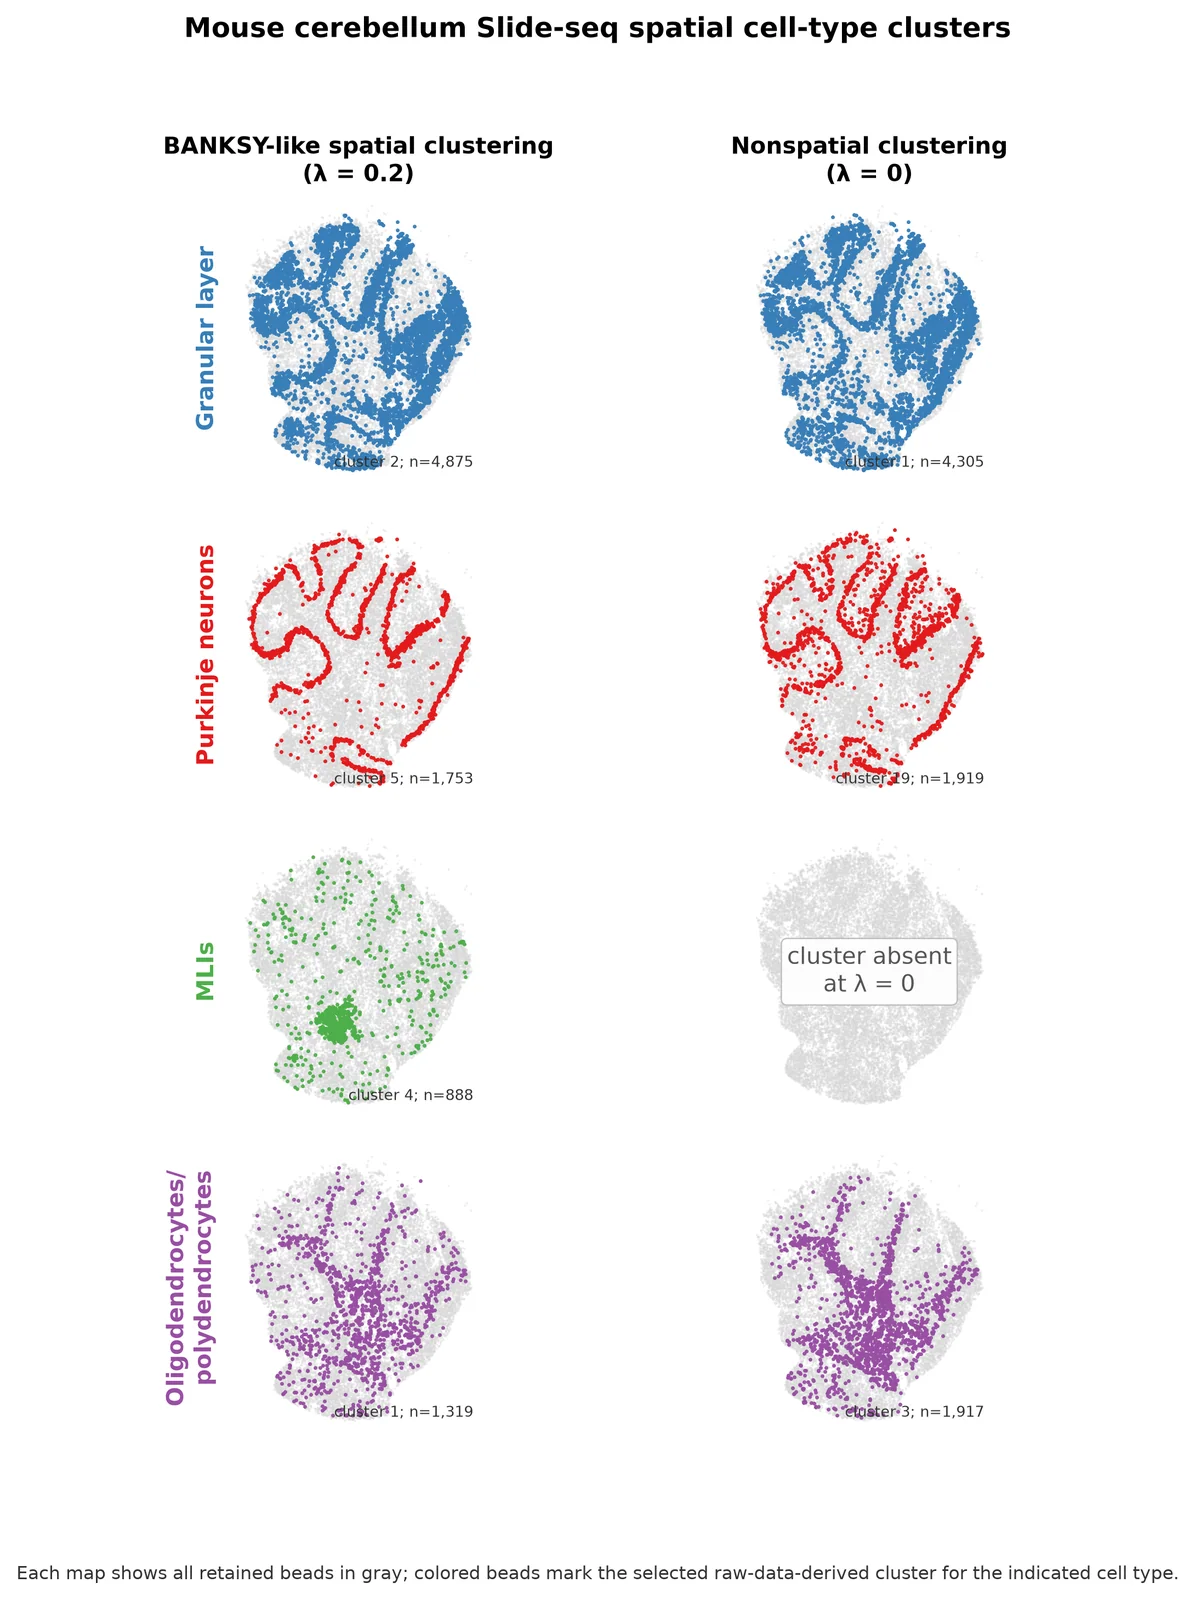 Mouse cerebellum Slide-seq spatial cell-type clusters
BANKSY-like spatial clustering
(λ = 0.2)
Nonspatial clustering
(λ = 0)
Granular layer
cluster 2; n=4,875
cluster 1; n=4,305
Purkinje neurons
cluster 5; n=1,753
cluster 19; n=1,919
MLIs
cluster 4; n=888
cluster absent
at λ = 0
Oligodendrocytes/
polydendrocytes
cluster 1; n=1,319
cluster 3; n=1,917
Each map shows all retained beads in gray; colored beads mark the selected raw-data-derived cluster for the indicated cell type.